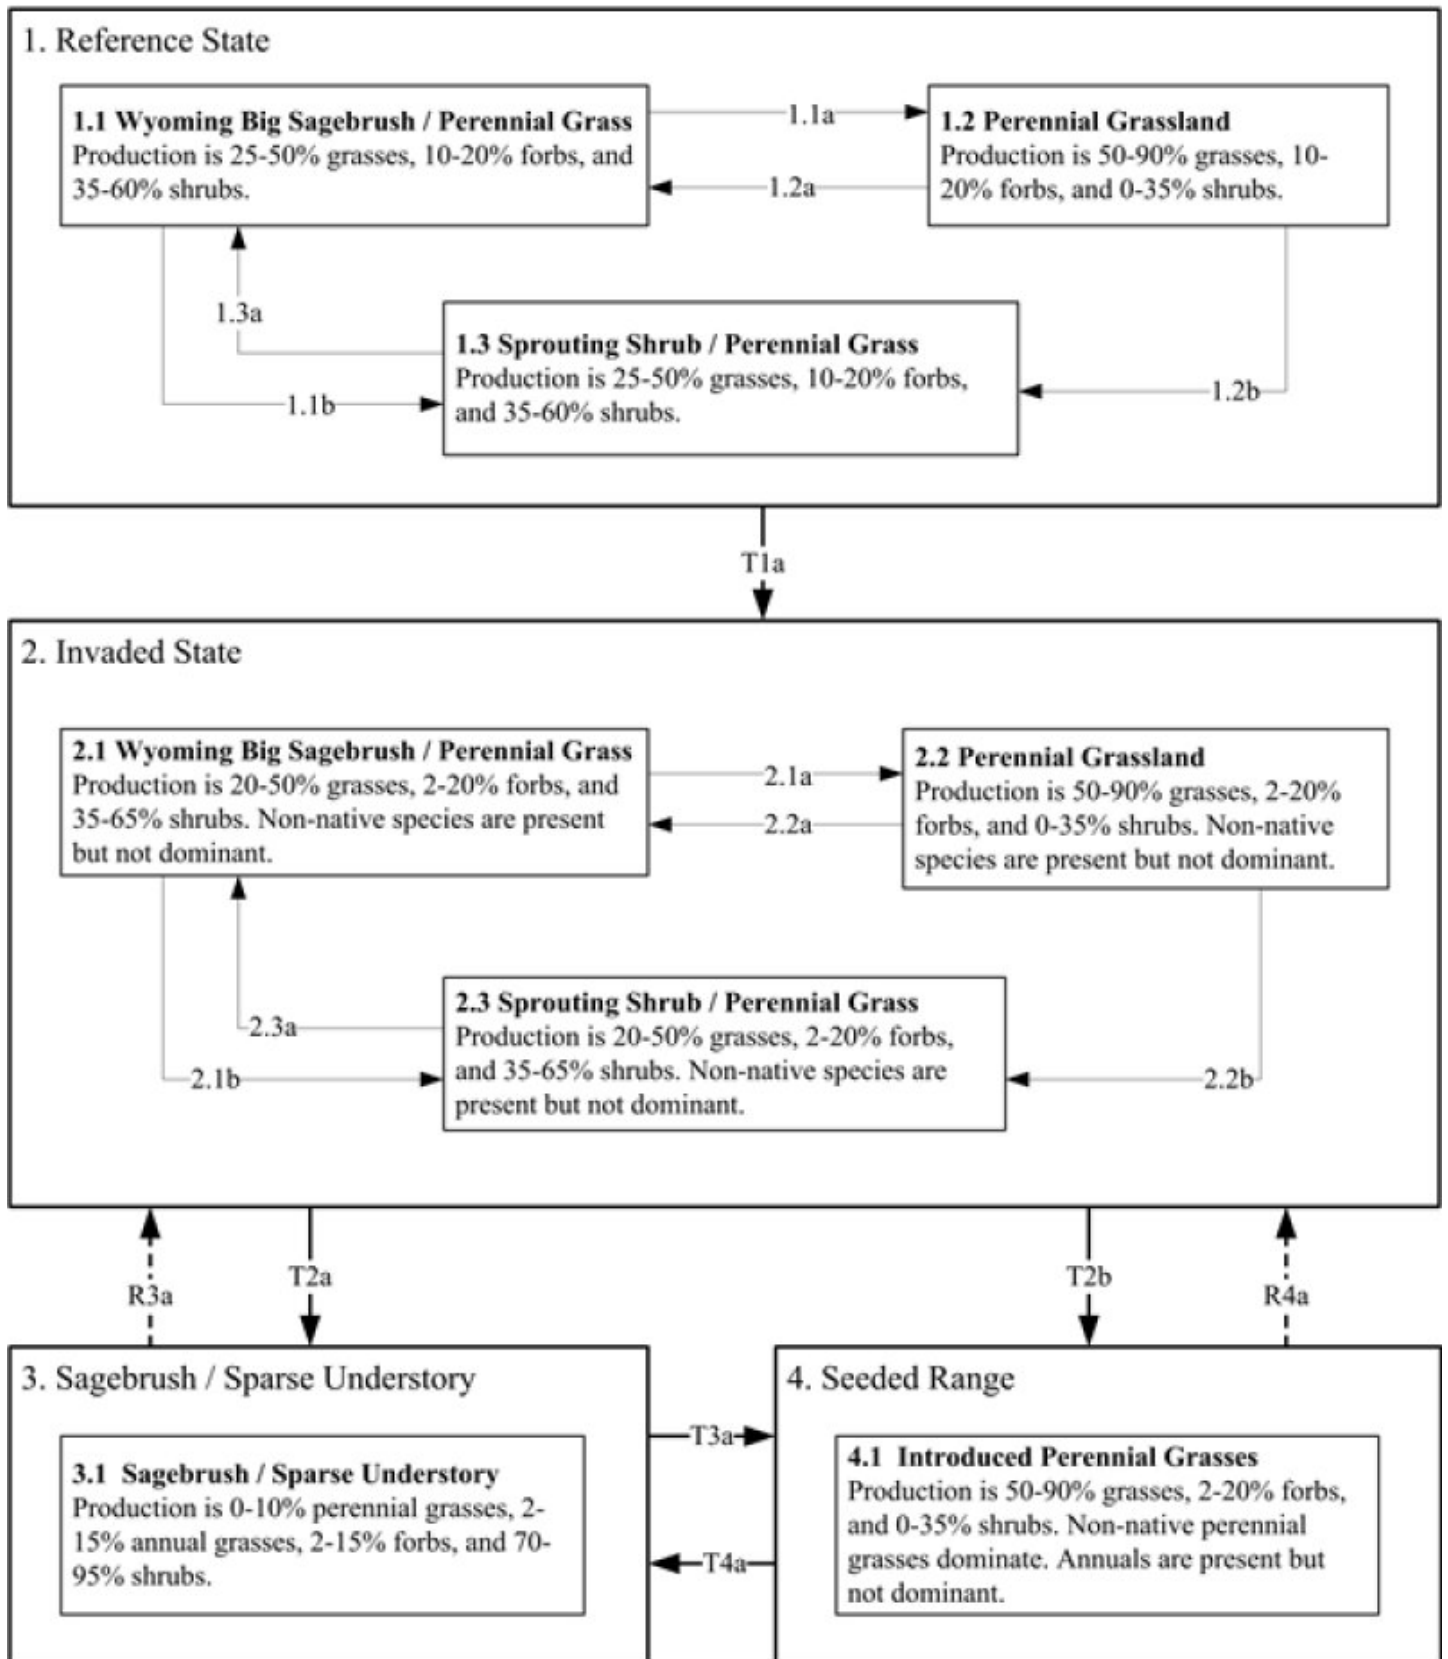 1. Reference State
1.1 Wyoming Big Sagebrush / Perennial Grass
Production is 25-50% grasses, 10-20% forbs, and
35-60% shrubs.
1.1a
1.2a
1.2 Perennial Grassland
Production is 50-90% grasses, 10-
20% forbs, and 0-35% shrubs.
1.3a
1.1b
1.3 Sprouting Shrub / Perennial Grass
Production is 25-50% grasses, 10-20% forbs,
and 35-60% shrubs.
1.2b
T1a
2. Invaded State
2.1 Wyoming Big Sagebrush / Perennial Grass
Production is 20-50% grasses, 2-20% forbs, and
35-65% shrubs. Non-native species are present
but not dominant.
2.1a
2.2a
2.2 Perennial Grassland
Production is 50-90% grasses, 2-20%
forbs, and 0-35% shrubs. Non-native
species are present but not dominant.
2.3a
2.1b
2.3 Sprouting Shrub / Perennial Grass
Production is 20-50% grasses, 2-20% forbs,
and 35-65% shrubs. Non-native species are
present but not dominant.
2.2b
R3a
T2a
T2b
R4a
3. Sagebrush / Sparse Understory
3.1 Sagebrush / Sparse Understory
Production is 0-10% perennial grasses, 2-
15% annual grasses, 2-15% forbs, and 70-
95% shrubs.
T3a
T4a
4. Seeded Range
4.1 Introduced Perennial Grasses
Production is 50-90% grasses, 2-20% forbs,
and 0-35% shrubs. Non-native perennial
grasses dominate. Annuals are present but
not dominant.